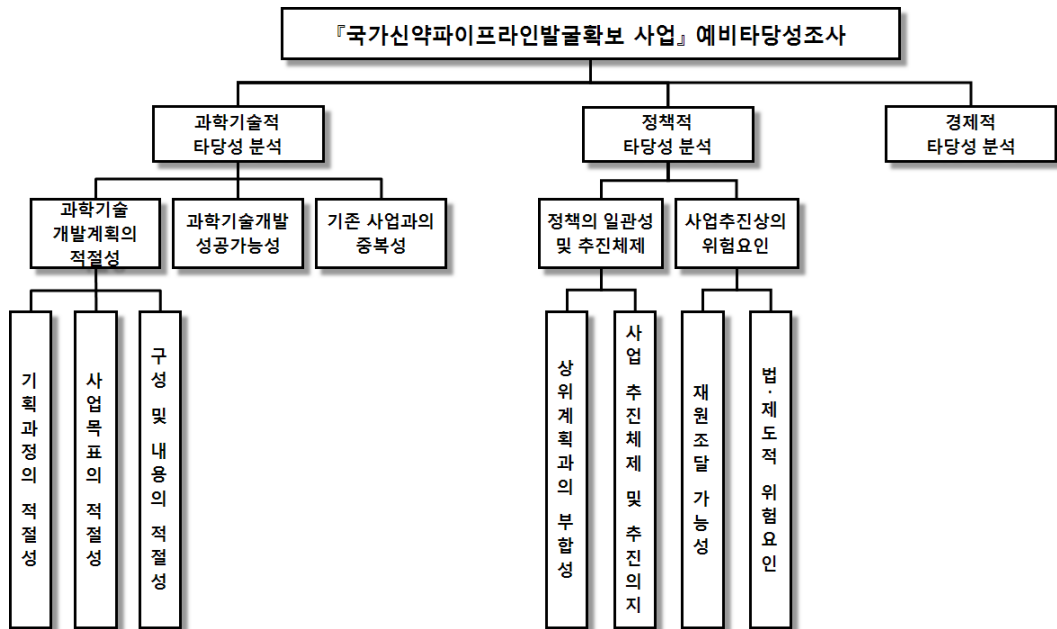 『국가신약파이프라인발굴확보 사업』 예비타당성조사
과학기술적
타당성 분석
정책적
타당성 분석
경제적
타당성 분석
과학기술
개발계획의
적절성
과학기술개발
성공가능성
기존 사업과의
중복성
정책의 일관성
및 추진체제
사업추진상의
위험요인
기획과정의 적절성
사업목표의 적절성
구성 및 내용의 적절성
상위계획과의 부합성
사업 추진체제 및 추진의지
재원조달 가능성
법·제도적 위험요인